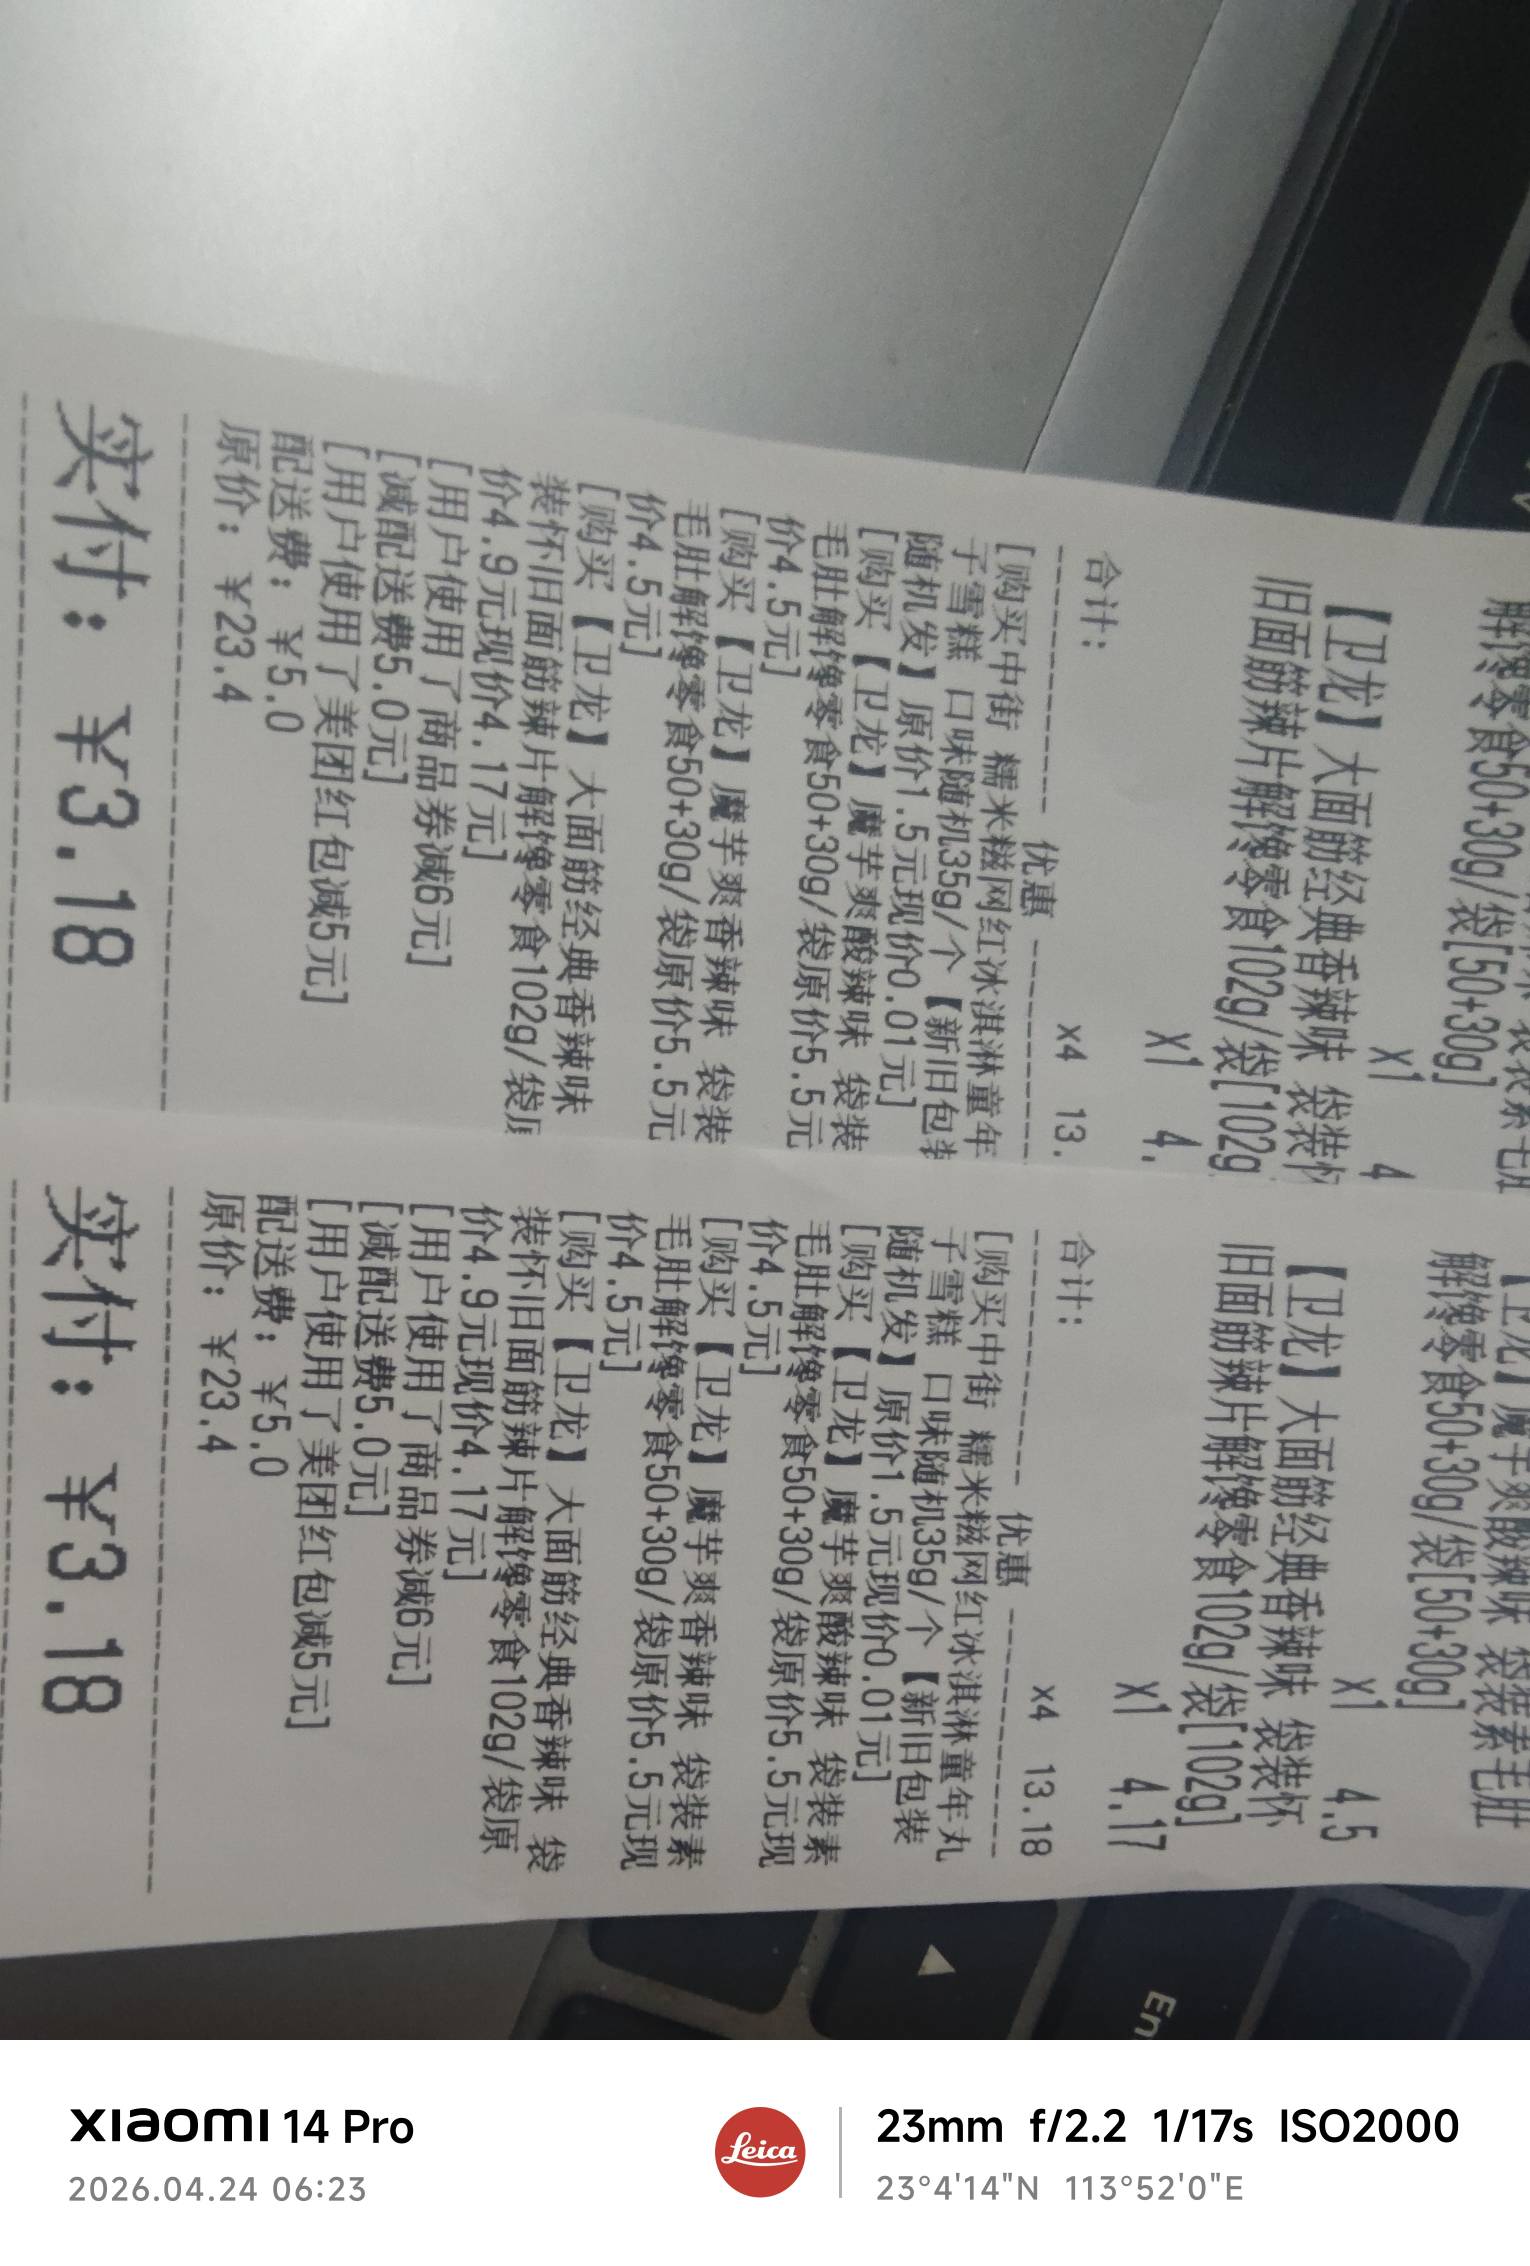 解馋零食50+30g/袋[50+30g]
x1 4
【卫龙】大面筋经典香辣味 袋装怀
旧面筋辣片解馋零食102g/袋[102g
x1 4.
合计: x4 13.
优惠
[购买中街 糯米糍网红冰淇淋童年
子雪糕 口味随机35g/个【新旧包装
随机发】原价1.5元现价0.01元]
[购买【卫龙】魔芋爽酸辣味 袋装
毛肚解馋零食50+30g/袋原价5.5元
价4.5元]
[购买【卫龙】魔芋爽香辣味 袋装
毛肚解馋零食50+30g/袋原价5.5元
价4.5元]
[购买【卫龙】大面筋经典香辣味
装怀旧面筋辣片解馋零食102g/袋
价4.9元现价4.17元]
[用户使用了商品券减6元]
[减配送费5.0元]
[用户使用了美团红包减5元]
配送费: ¥5.0
原价: ¥23.4
实付: ¥3.18
【卫龙】魔芋爽酸辣味 袋装素毛肚
解馋零食50+30g/袋[50+30g]
x1 4.5
【卫龙】大面筋经典香辣味 袋装怀
旧面筋辣片解馋零食102g/袋[102g]
x1 4.17
合计: x4 13.18
优惠
[购买中街 糯米糍网红冰淇淋童年丸
子雪糕 口味随机35g/个【新旧包装
随机发】原价1.5元现价0.01元]
[购买【卫龙】魔芋爽酸辣味 袋装素
毛肚解馋零食50+30g/袋原价5.5元现
价4.5元]
[购买【卫龙】魔芋爽香辣味 袋装素
毛肚解馋零食50+30g/袋原价5.5元现
价4.5元]
[购买【卫龙】大面筋经典香辣味 袋
装怀旧面筋辣片解馋零食102g/袋原
价4.9元现价4.17元]
[用户使用了商品券减6元]
[减配送费5.0元]
[用户使用了美团红包减5元]
配送费: ¥5.0
原价: ¥23.4
实付: ¥3.18
En
xiaomi 14 Pro
2026.04.24 06:23
Leica
23mm f/2.2 1/17s ISO2000
23°4'14"N 113°52'0"E